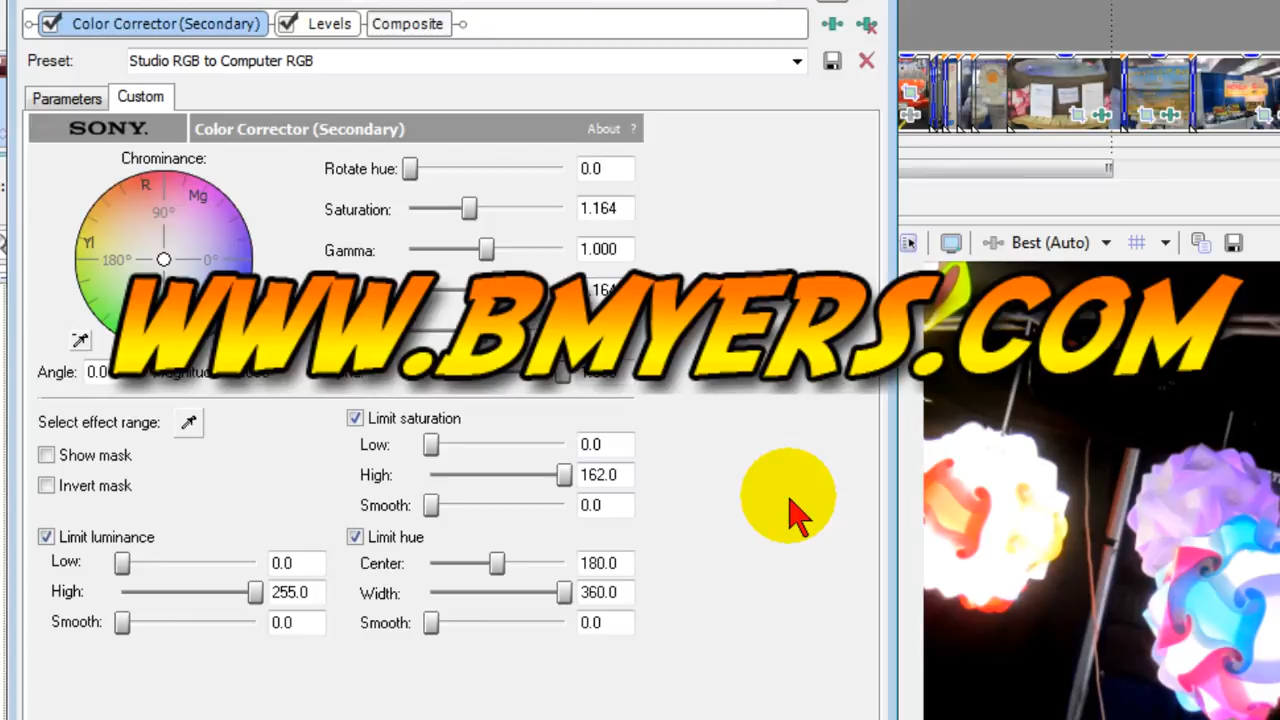 Color Corrector (Secondary) Levels Composite
Preset: Studio RGB to Computer RGB
Parameters Custom
SONY. Color Corrector (Secondary) About ?
Chrominance:
R Mg
90°
Yl
180° 0°
Rotate hue: 0.0
Saturation: 1.164
Gamma: 1.000
1.164
Best (Auto)
WWW.BMYERS.COM
Angle: 0.0
Select effect range:
Show mask
Invert mask
Limit saturation
Low: 0.0
High: 162.0
Smooth: 0.0
Limit luminance
Low: 0.0
High: 255.0
Smooth: 0.0
Limit hue
Center: 180.0
Width: 360.0
Smooth: 0.0